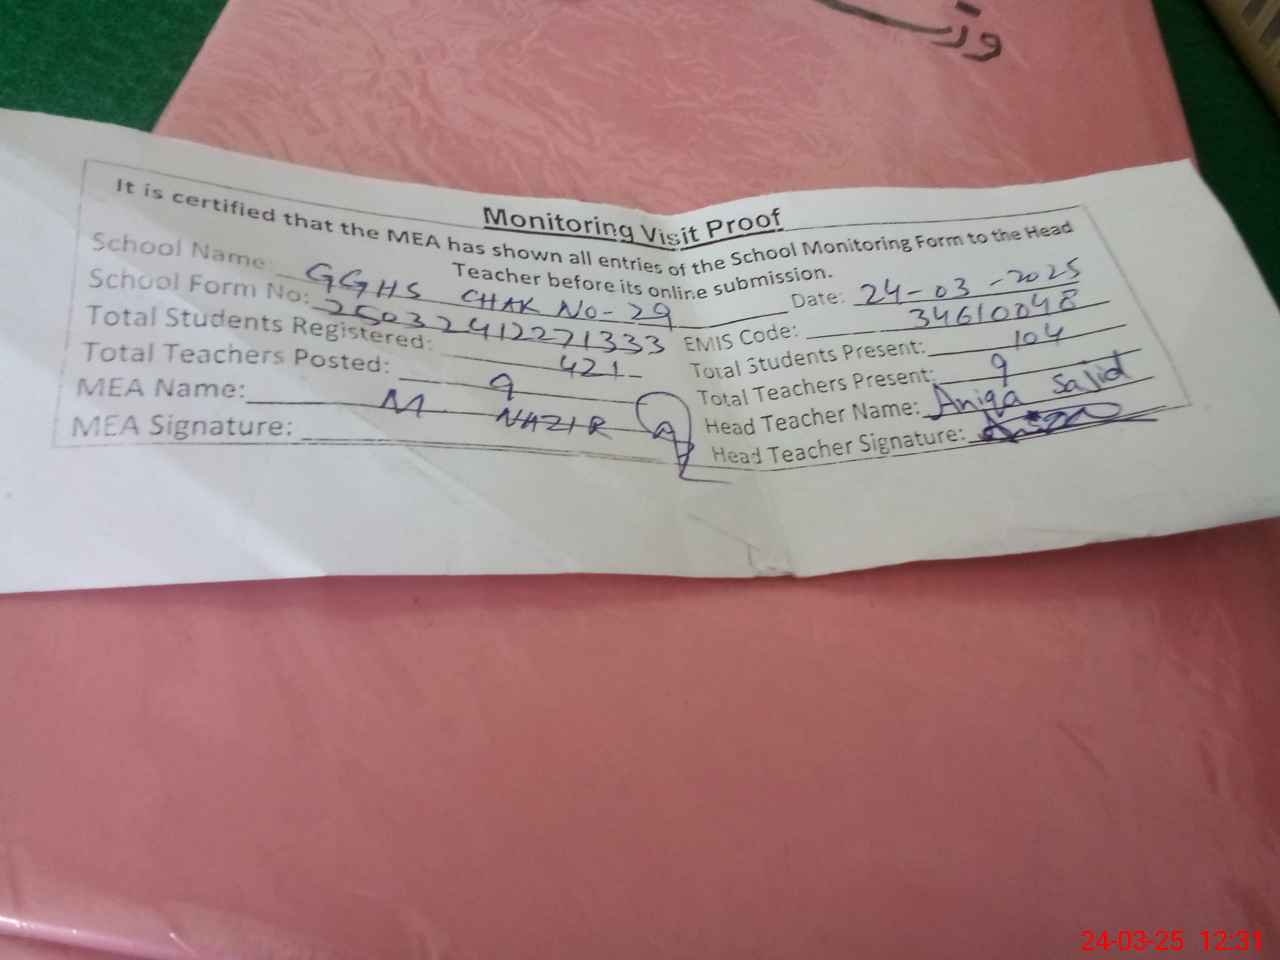 وزٹ
Monitoring Visit Proof
It is certified that the MEA has shown all entries of the School Monitoring Form to the Head
Teacher before its online submission.
School Name: GGHS CHAK No-29 Date: 24-03-2025
School Form No: 25032412271333 EMIS Code: 34610048
Total Students Registered: 421 Total Students Present: 104
Total Teachers Posted: 9 Total Teachers Present: 9
MEA Name: M NAZIR Head Teacher Name: Aniqa Sajid
MEA Signature: Head Teacher Signature:
24-03-25 12:31